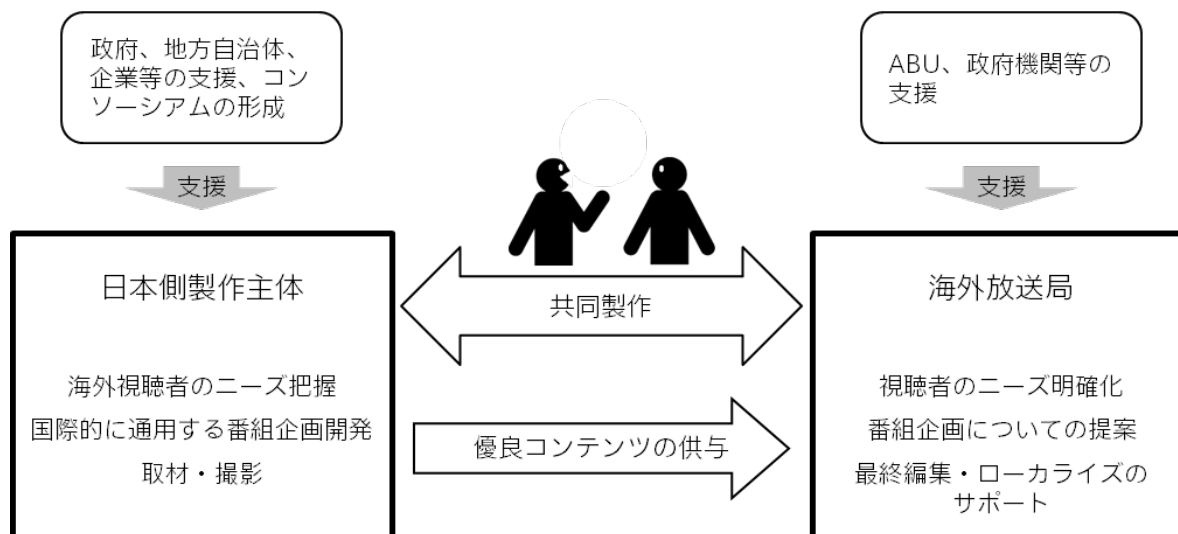 政府、地方自治体、
企業等の支援、コン
ソーシアムの形成
ABU、政府機関等の
支援
支援
支援
日本側製作主体
海外視聴者のニーズ把握
国際的に通用する番組企画開発
取材・撮影
共同製作
優良コンテンツの供与
海外放送局
視聴者のニーズ明確化
番組企画についての提案
最終編集・ローカライズの
サポート